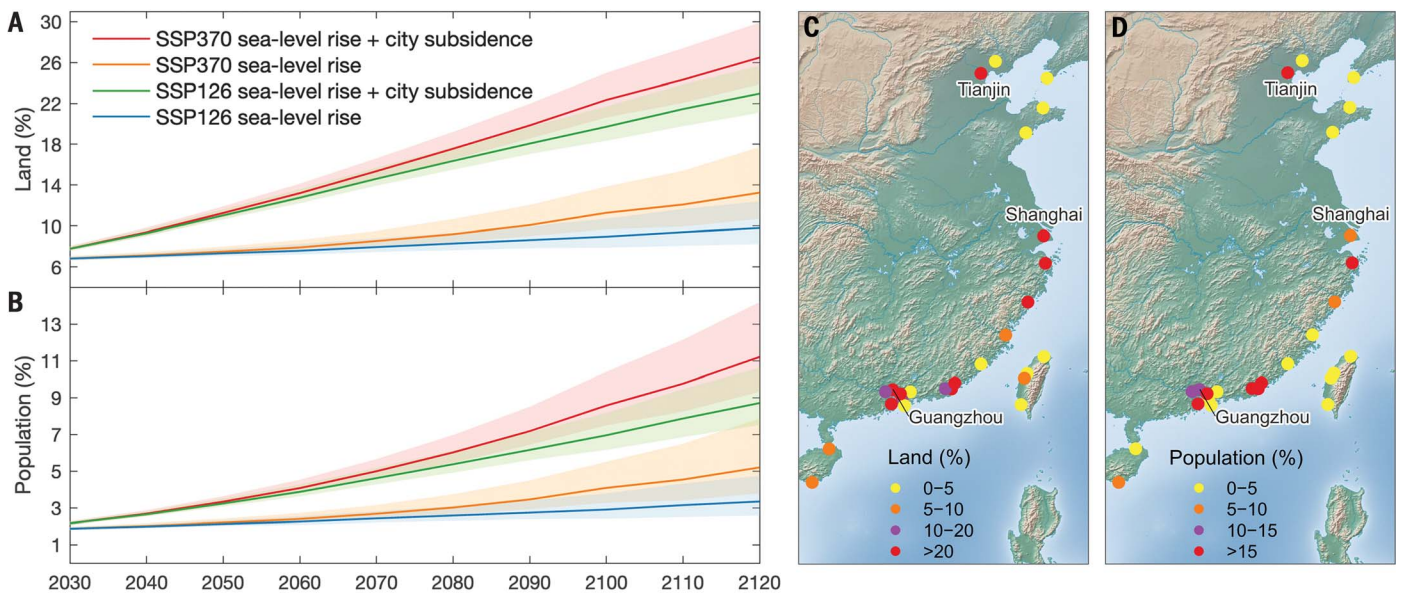 A
30
26
22
18
14
10
6
Land (%)
SSP370 sea-level rise + city subsidence
SSP370 sea-level rise
SSP126 sea-level rise + city subsidence
SSP126 sea-level rise
B
13
11
9
7
5
3
1
Population (%)
2030 2040 2050 2060 2070 2080 2090 2100 2110 2120
C
Tianjin
Shanghai
Guangzhou
Land (%)
0–5
5–10
10–20
>20
D
Tianjin
Shanghai
Guangzhou
Population (%)
0–5
5–10
10–15
>15